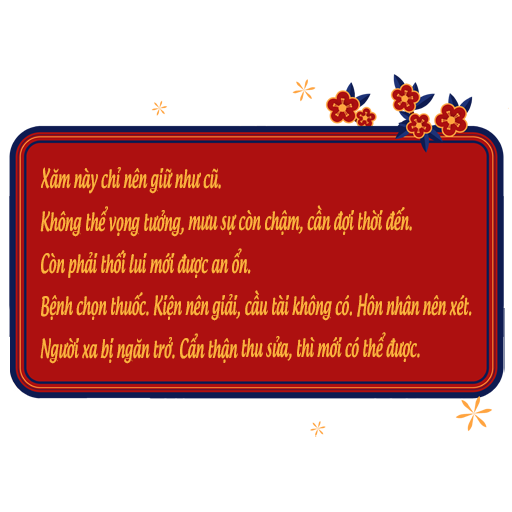 Xăm này chỉ nên giữ như cũ.
Không thể vọng tưởng, mưu sự còn chậm, cần đợi thời đến.
Còn phải thối lui mới được an ổn.
Bệnh chọn thuốc. Kiện nên giải, cầu tài không có. Hôn nhân nên xét.
Người xa bị ngăn trở. Cẩn thận thu sửa, thì mới có thể được.